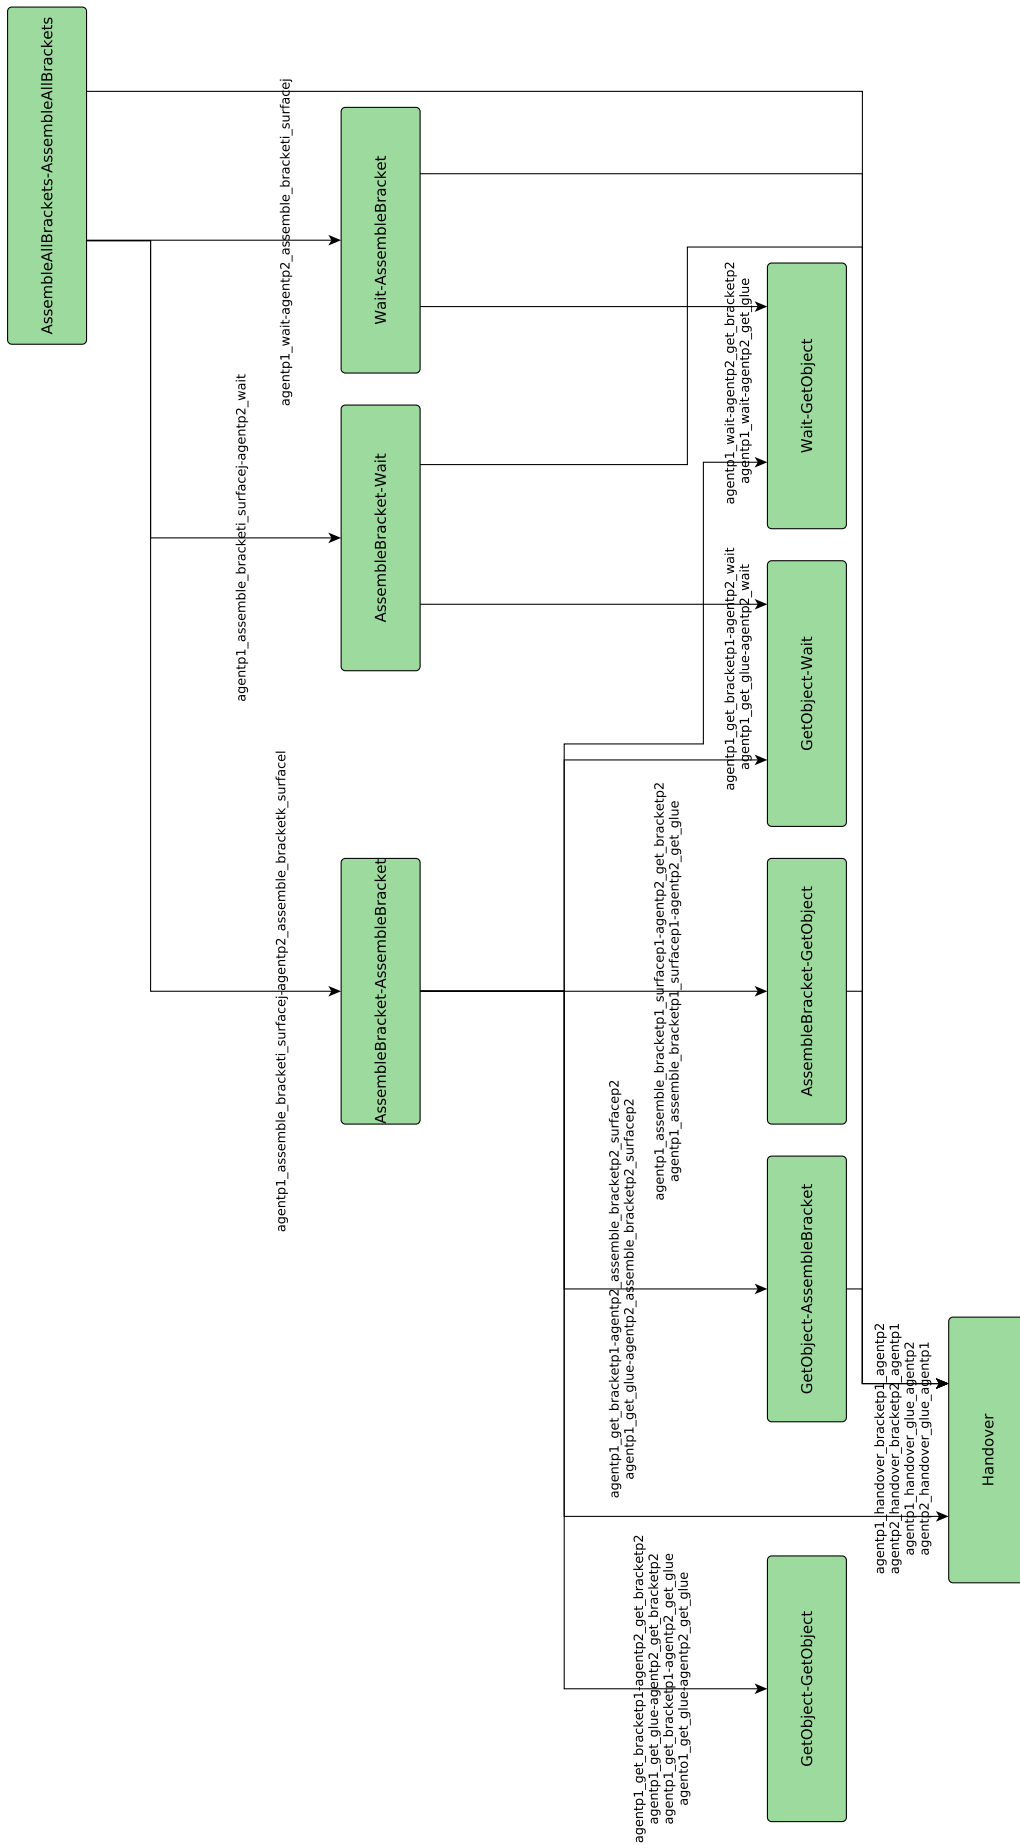 AssembleAllBrackets-AssembleAllBrackets
agentp1_wait-agentp2_assemble_bracketi_surfacej
agentp1_assemble_bracketi_surfacej-agentp2_wait
agentp1_assemble_bracketi_surfacej-agentp2_assemble_bracketk_surfacel
Wait-AssembleBracket
AssembleBracket-Wait
AssembleBracket-AssembleBracket
agentp1_wait-agentp2_get_bracketp2
agentp1_wait-agentp2_get_glue
agentp1_get_bracketp1-agentp2_wait
agentp1_get_glue-agentp2_wait
agentp1_assemble_bracketp1_surfacep1-agentp2_get_bracketp2
agentp1_assemble_bracketp1_surfacep1-agentp2_get_glue
agentp1_get_bracketp1-agentp2_assemble_bracketp2_surfacep2
agentp1_get_glue-agentp2_assemble_bracketp2_surfacep2
agentp1_get_bracketp1-agentp2_get_bracketp2
agentp1_get_glue-agentp2_get_bracketp2
agentp1_get_bracketp1-agentp2_get_glue
agento1_get_glue-agentp2_get_glue
Wait-GetObject
GetObject-Wait
AssembleBracket-GetObject
GetObject-AssembleBracket
GetObject-GetObject
agentp1_handover_bracketp1_agentp2
agentp2_handover_bracketp2_agentp1
agentp1_handover_glue_agentp2
agentp2_handover_glue_agentp1
Handover